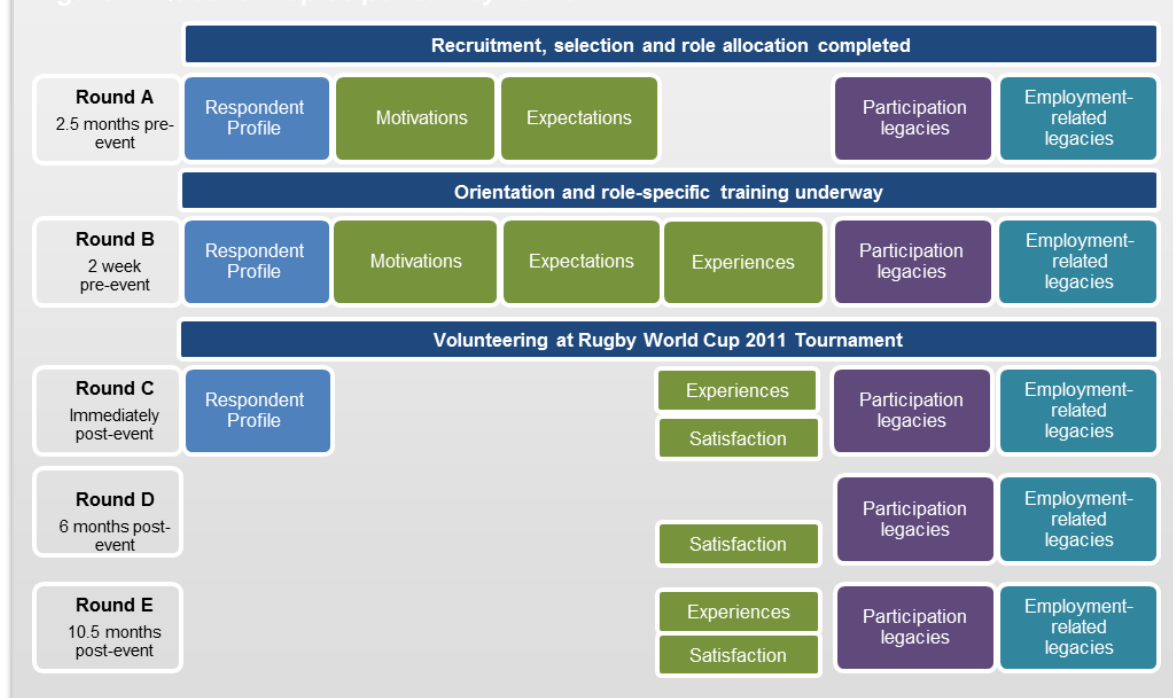 Recruitment, selection and role allocation completed
Round A
2.5 months pre-
event
Respondent
Profile
Motivations
Expectations
Participation
legacies
Employment-
related
legacies
Orientation and role-specific training underway
Round B
2 week
pre-event
Respondent
Profile
Motivations
Expectations
Experiences
Participation
legacies
Employment-
related
legacies
Volunteering at Rugby World Cup 2011 Tournament
Round C
Immediately
post-event
Respondent
Profile
Experiences
Satisfaction
Participation
legacies
Employment-
related
legacies
Round D
6 months post-
event
Satisfaction
Participation
legacies
Employment-
related
legacies
Round E
10.5 months
post-event
Experiences
Satisfaction
Participation
legacies
Employment-
related
legacies